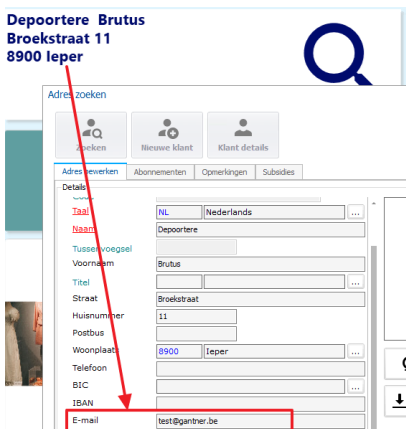 Depoortere Brutus
Broekstraat 11
8900 Ieper
Adres zoeken
Zoeken
Nieuwe klant
Klant details
Adres bewerken
Abonnementen
Opmerkingen
Subsidies
Details
Taal NL Nederlands ...
Naam Depoortere
Tussenvoegsel
Voornaam Brutus
Titel ...
Straat Broekstraat
Huisnummer 11
Postbus
Woonplaats 8900 Ieper ...
Telefoon
BIC ...
IBAN
E-mail test@gantner.be